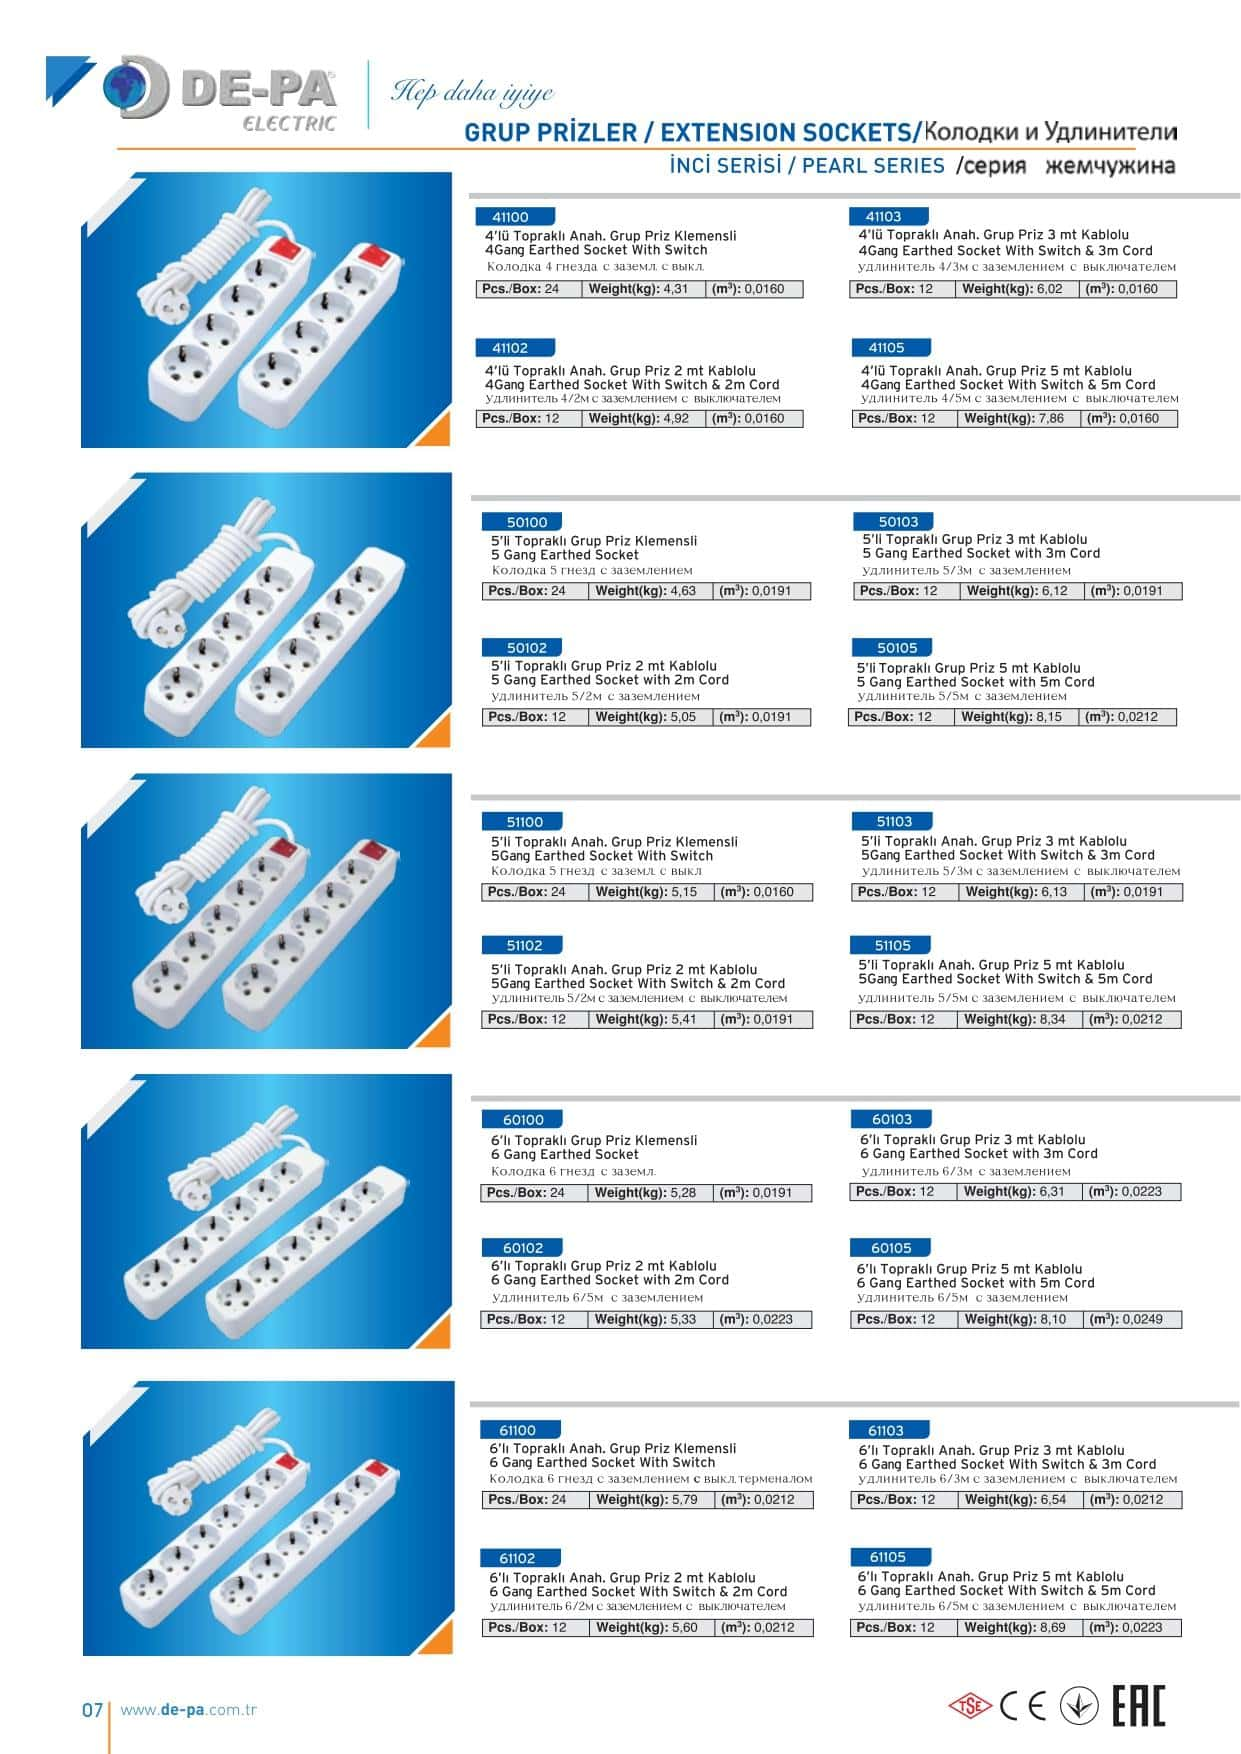 DE-PA
ELECTRIC
Hep daha iyiye
GRUP PRİZLER / EXTENSION SOCKETS/Колодки и Удлинители
İNCİ SERİSİ / PEARL SERIES /серия жемчужина
41100
4'lü Topraklı Anah. Grup Priz Klemensli
4Gang Earthed Socket With Switch
Колодка 4 гнезда с заземл. с выкл.
Pcs./Box: 24 Weight(kg): 4,31 (m³): 0,0160
41103
4'lü Topraklı Anah. Grup Priz 3 mt Kablolu
4Gang Earthed Socket With Switch & 3m Cord
удлинитель 4/3м с заземлением с выключателем
Pcs./Box: 12 Weight(kg): 6,02 (m³): 0,0160
41102
4'lü Topraklı Anah. Grup Priz 2 mt Kablolu
4Gang Earthed Socket With Switch & 2m Cord
удлинитель 4/2м с заземлением с выключателем
Pcs./Box: 12 Weight(kg): 4,92 (m³): 0,0160
41105
4'lü Topraklı Anah. Grup Priz 5 mt Kablolu
4Gang Earthed Socket With Switch & 5m Cord
удлинитель 4/5м с заземлением с выключателем
Pcs./Box: 12 Weight(kg): 7,86 (m³): 0,0160
50100
5'li Topraklı Grup Priz Klemensli
5 Gang Earthed Socket
Колодка 5 гнезд с заземлением
Pcs./Box: 24 Weight(kg): 4,63 (m³): 0,0191
50103
5'li Topraklı Grup Priz 3 mt Kablolu
5 Gang Earthed Socket with 3m Cord
удлинитель 5/3м с заземлением
Pcs./Box: 12 Weight(kg): 6,12 (m³): 0,0191
50102
5'li Topraklı Grup Priz 2 mt Kablolu
5 Gang Earthed Socket with 2m Cord
удлинитель 5/2м с заземлением
Pcs./Box: 12 Weight(kg): 5,05 (m³): 0,0191
50105
5'li Topraklı Grup Priz 5 mt Kablolu
5 Gang Earthed Socket with 5m Cord
удлинитель 5/5м с заземлением
Pcs./Box: 12 Weight(kg): 8,15 (m³): 0,0212
51100
5'li Topraklı Anah. Grup Priz Klemensli
5Gang Earthed Socket With Switch
Колодка 5 гнезд с заземл. с выкл
Pcs./Box: 24 Weight(kg): 5,15 (m³): 0,0160
51103
5'li Topraklı Anah. Grup Priz 3 mt Kablolu
5Gang Earthed Socket With Switch & 3m Cord
удлинитель 5/3м с заземлением с выключателем
Pcs./Box: 12 Weight(kg): 6,13 (m³): 0,0191
51102
5'li Topraklı Anah. Grup Priz 2 mt Kablolu
5Gang Earthed Socket With Switch & 2m Cord
удлинитель 5/2м с заземлением с выключателем
Pcs./Box: 12 Weight(kg): 5,41 (m³): 0,0191
51105
5'li Topraklı Anah. Grup Priz 5 mt Kablolu
5Gang Earthed Socket With Switch & 5m Cord
удлинитель 5/5м с заземлением с выключателем
Pcs./Box: 12 Weight(kg): 8,34 (m³): 0,0212
60100
6'lı Topraklı Grup Priz Klemensli
6 Gang Earthed Socket
Колодка 6 гнезд с заземл.
Pcs./Box: 24 Weight(kg): 5,28 (m³): 0,0191
60103
6'lı Topraklı Grup Priz 3 mt Kablolu
6 Gang Earthed Socket with 3m Cord
удлинитель 6/3м с заземлением
Pcs./Box: 12 Weight(kg): 6,31 (m³): 0,0223
60102
6'lı Topraklı Grup Priz 2 mt Kablolu
6 Gang Earthed Socket with 2m Cord
удлинитель 6/5м с заземлением
Pcs./Box: 12 Weight(kg): 5,33 (m³): 0,0223
60105
6'lı Topraklı Grup Priz 5 mt Kablolu
6 Gang Earthed Socket with 5m Cord
удлинитель 6/5м с заземлением
Pcs./Box: 12 Weight(kg): 8,10 (m³): 0,0249
61100
6'lı Topraklı Anah. Grup Priz Klemensli
6 Gang Earthed Socket With Switch
Колодка 6 гнезд с заземлением с выкл.терменалом
Pcs./Box: 24 Weight(kg): 5,79 (m³): 0,0212
61103
6'lı Topraklı Anah. Grup Priz 3 mt Kablolu
6 Gang Earthed Socket With Switch & 3m Cord
удлинитель 6/3м с заземлением с выключателем
Pcs./Box: 12 Weight(kg): 6,54 (m³): 0,0212
61102
6'lı Topraklı Anah. Grup Priz 2 mt Kablolu
6 Gang Earthed Socket With Switch & 2m Cord
удлинитель 6/2м с заземлением с выключателем
Pcs./Box: 12 Weight(kg): 5,60 (m³): 0,0212
61105
6'lı Topraklı Anah. Grup Priz 5 mt Kablolu
6 Gang Earthed Socket With Switch & 5m Cord
удлинитель 6/5м с заземлением с выключателем
Pcs./Box: 12 Weight(kg): 8,69 (m³): 0,0223
07 www.de-pa.com.tr
TSE CE EAC